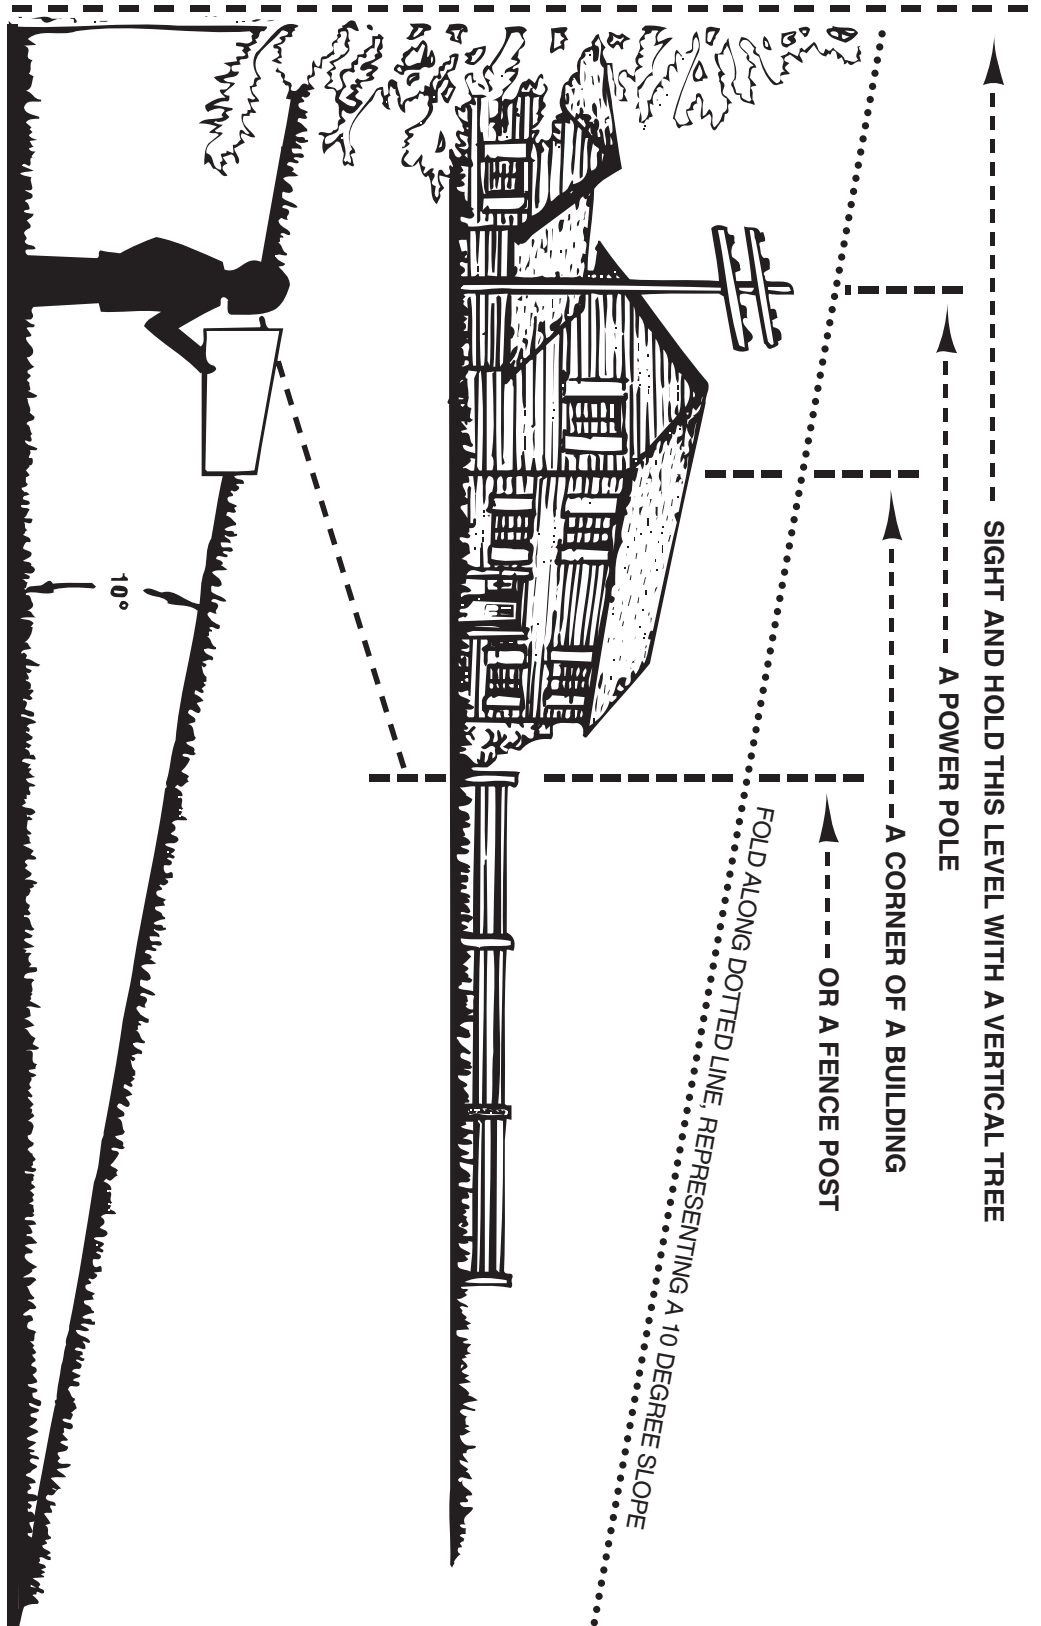 SIGHT AND HOLD THIS LEVEL WITH A VERTICAL TREE
A POWER POLE
A CORNER OF A BUILDING
OR A FENCE POST
FOLD ALONG DOTTED LINE, REPRESENTING A 10 DEGREE SLOPE
10°